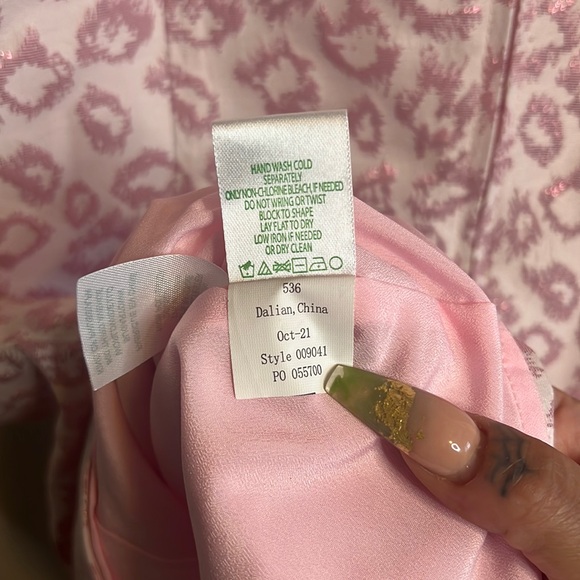 HAND WASH COLD
SEPARATELY
ONLY NON-CHLORINE BLEACH, IF NEEDED
DO NOT WRING OR TWIST
BLOCK TO SHAPE
LAY FLAT TO DRY
LOW IRON IF NEEDED
OR DRY CLEAN
536
Dalian, China
Oct-21
Style 009041
PO 055700